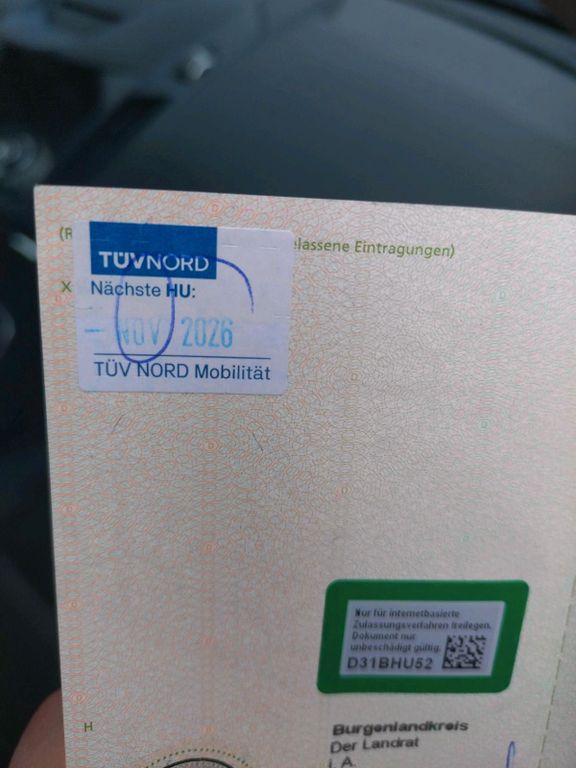 (R
elassene Eintragungen)
TÜVNORD
X
Nächste HU:
- NOV 2026
TÜV NORD Mobilität
Nur für internetbasierte
Zulassungsverfahren freilegen.
Dokument nur
unbeschädigt gültig.
D31BHU52
H
Burgenlandkreis
Der Landrat
I. A.